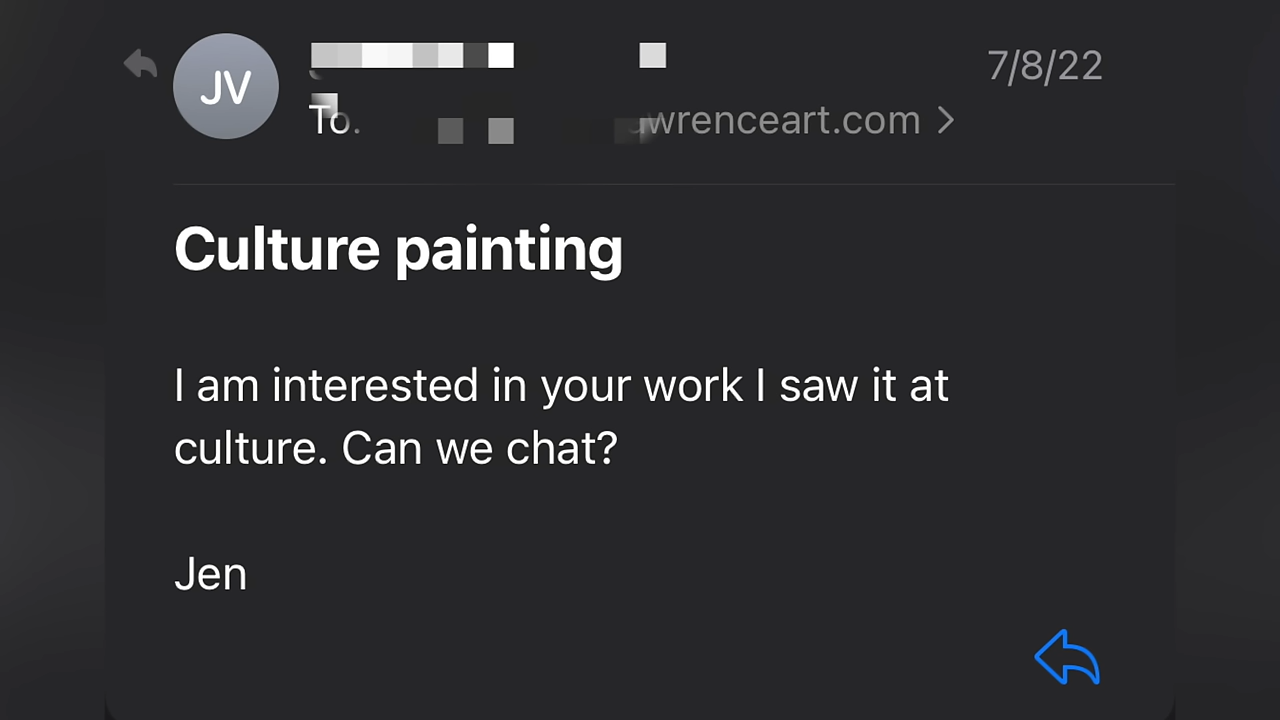 JV
7/8/22
To.
wrenceart.com
Culture painting
I am interested in your work I saw it at
culture. Can we chat?
Jen